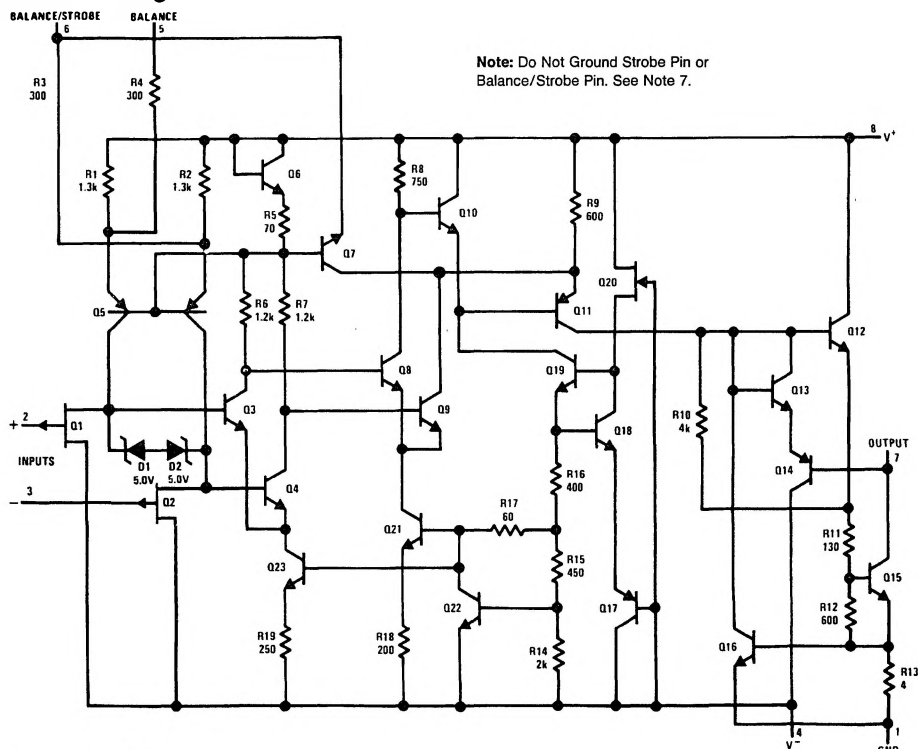 BALANCE/STROBE BALANCE
6 5
Note: Do Not Ground Strobe Pin or
Balance/Strobe Pin. See Note 7.
R3
300
R4
300
8 V+
R1
1.3k
R2
1.3k
Q6
R5
70
R8
750
Q10
R9
600
Q7
Q20
Q5
R6
1.2k
R7
1.2k
Q11
Q12
Q8
Q19
Q13
Q3
Q9
R10
4k
Q18
OUTPUT
7
+ 2
Q1
INPUTS
D1
5.0V
D2
5.0V
Q14
R16
400
Q4
- 3
Q2
R17
60
R11
130
Q21
Q23
R15
450
Q15
Q22
Q17
R12
600
R19
250
R18
200
R14
2k
Q16
R13
4
4
V-
1
GND